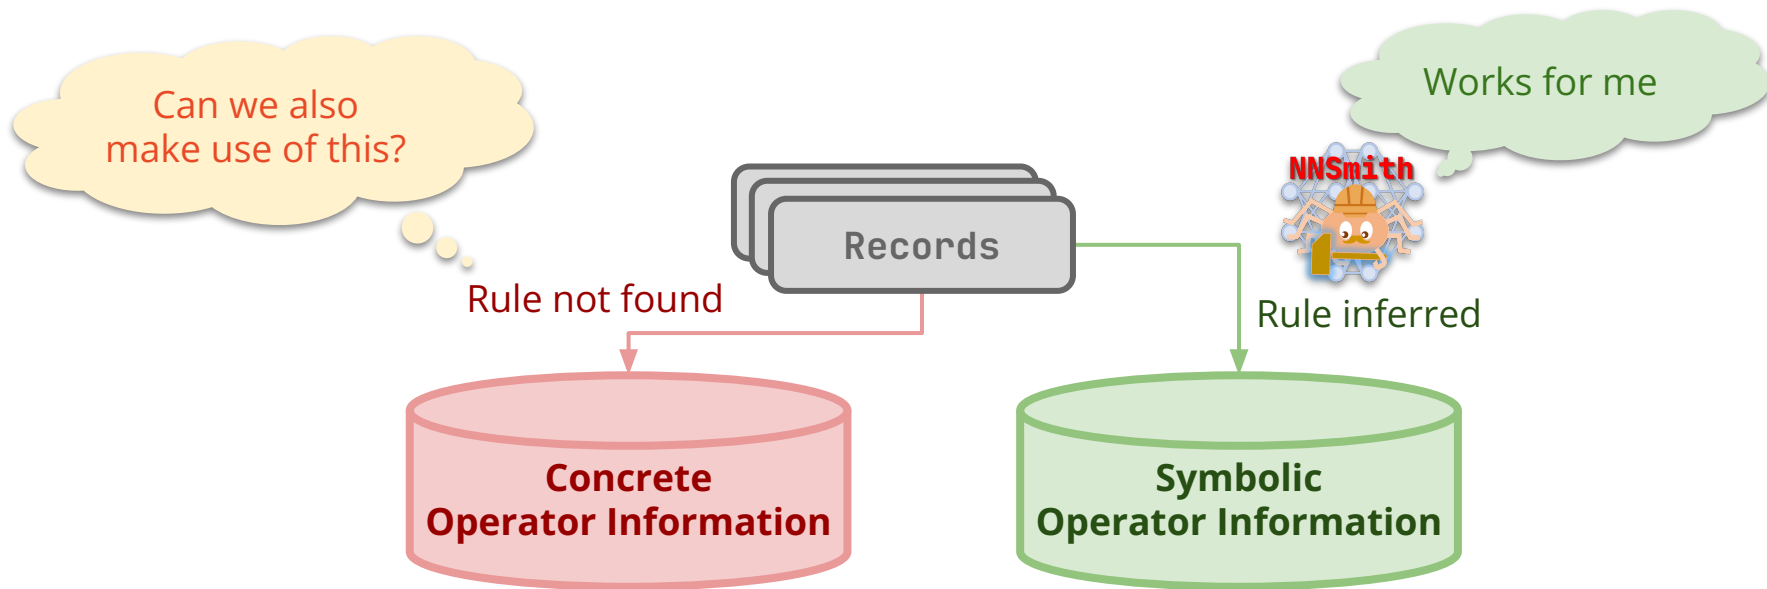 Can we also
make use of this?
Works for me
NNSmith
Records
Rule not found
Rule inferred
Concrete
Operator Information
Symbolic
Operator Information